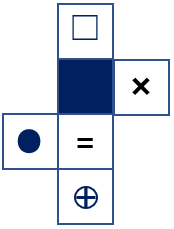 □
×
● =
⊕